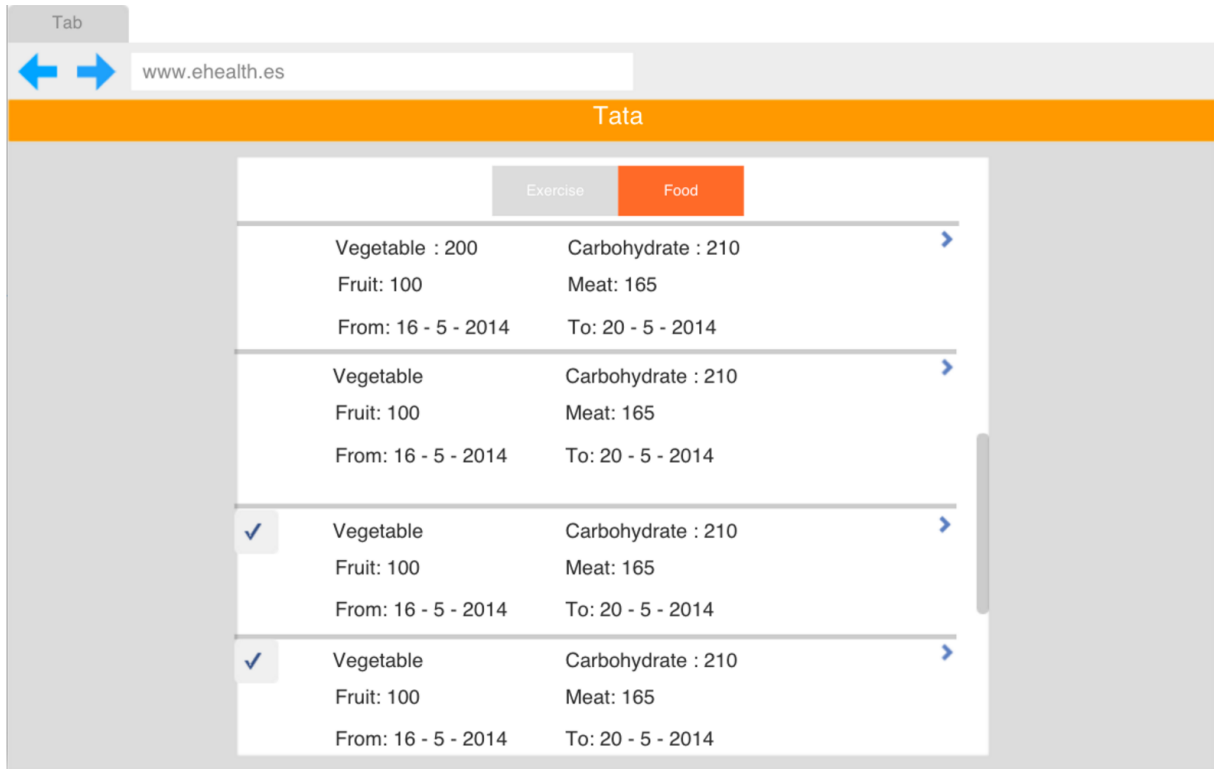 Tab
www.ehealth.es
Tata
Exercise Food
Vegetable : 200 Carbohydrate : 210
Fruit: 100 Meat: 165
From: 16 - 5 - 2014 To: 20 - 5 - 2014
Vegetable Carbohydrate : 210
Fruit: 100 Meat: 165
From: 16 - 5 - 2014 To: 20 - 5 - 2014
Vegetable Carbohydrate : 210
Fruit: 100 Meat: 165
From: 16 - 5 - 2014 To: 20 - 5 - 2014
Vegetable Carbohydrate : 210
Fruit: 100 Meat: 165
From: 16 - 5 - 2014 To: 20 - 5 - 2014